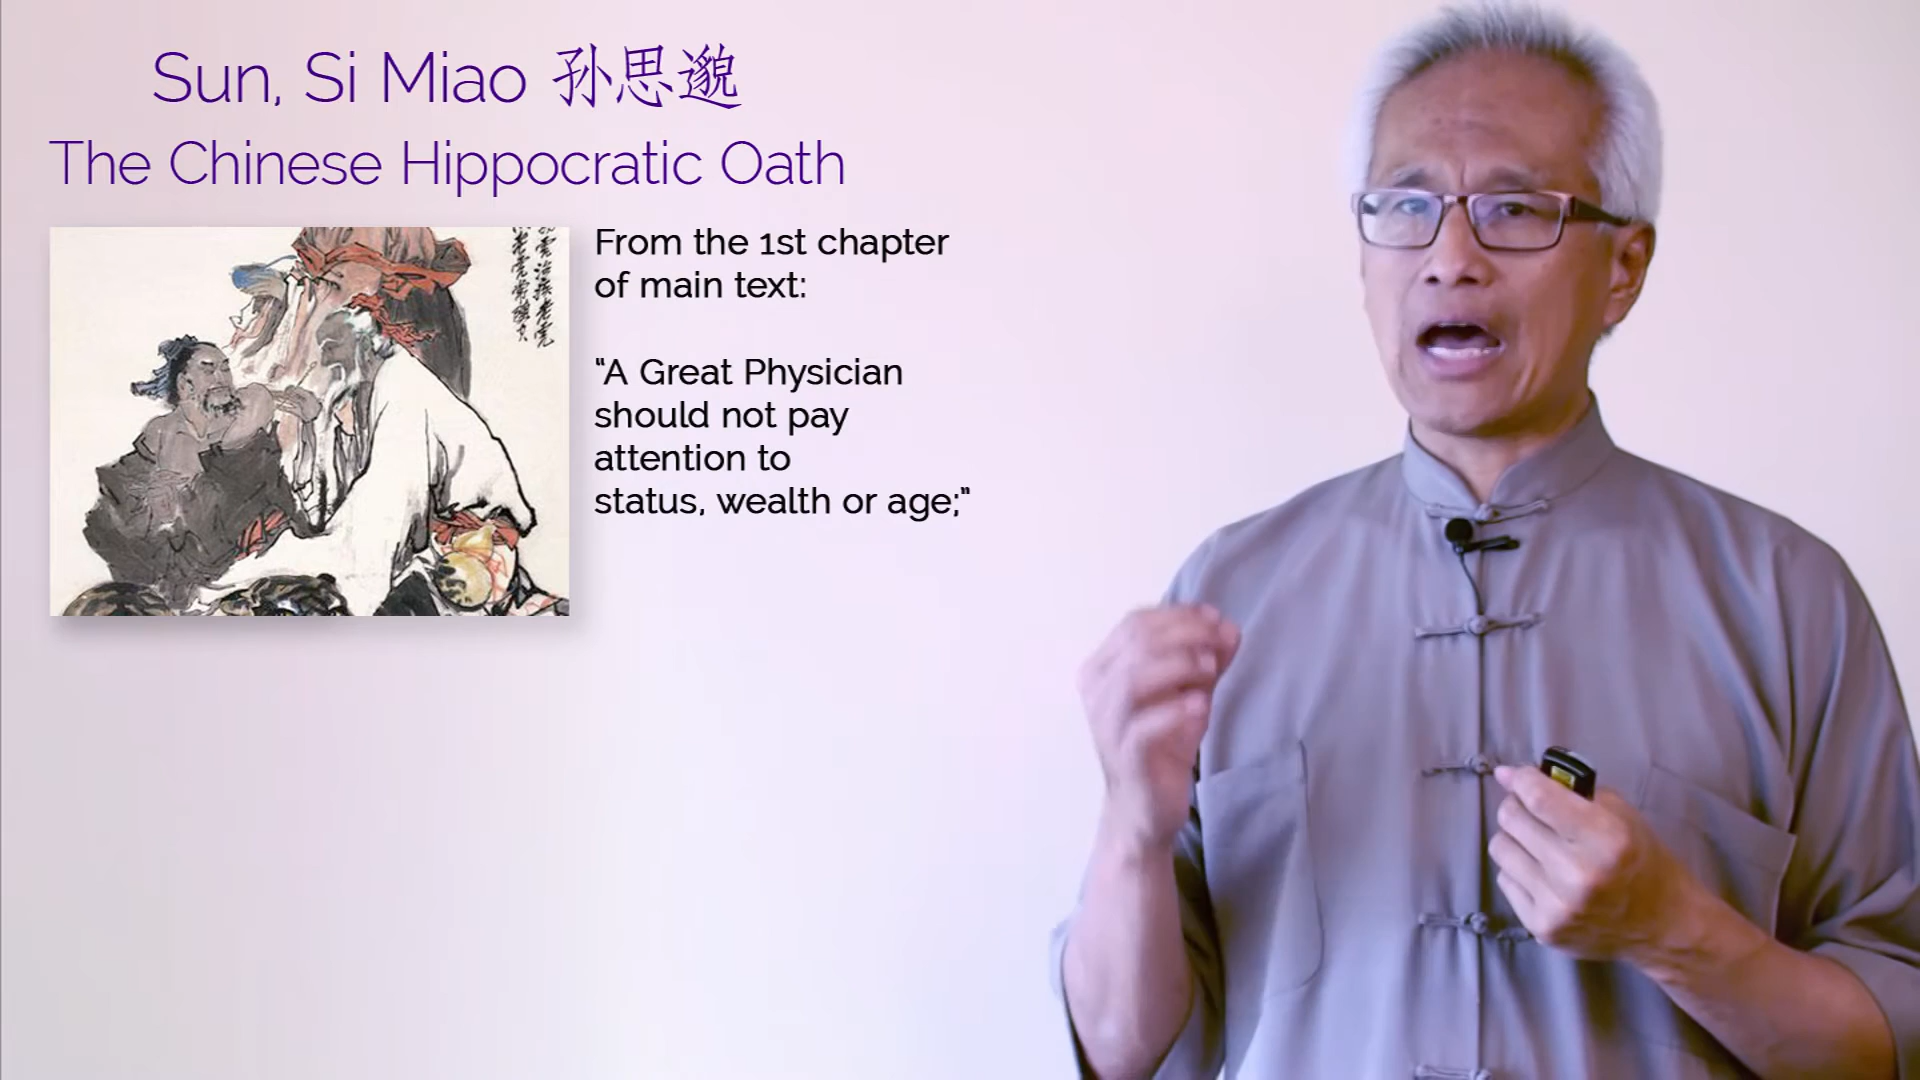 Sun, Si Miao 孙思邈
The Chinese Hippocratic Oath
From the 1st chapter
of main text:
“A Great Physician
should not pay
attention to
status, wealth or age;”